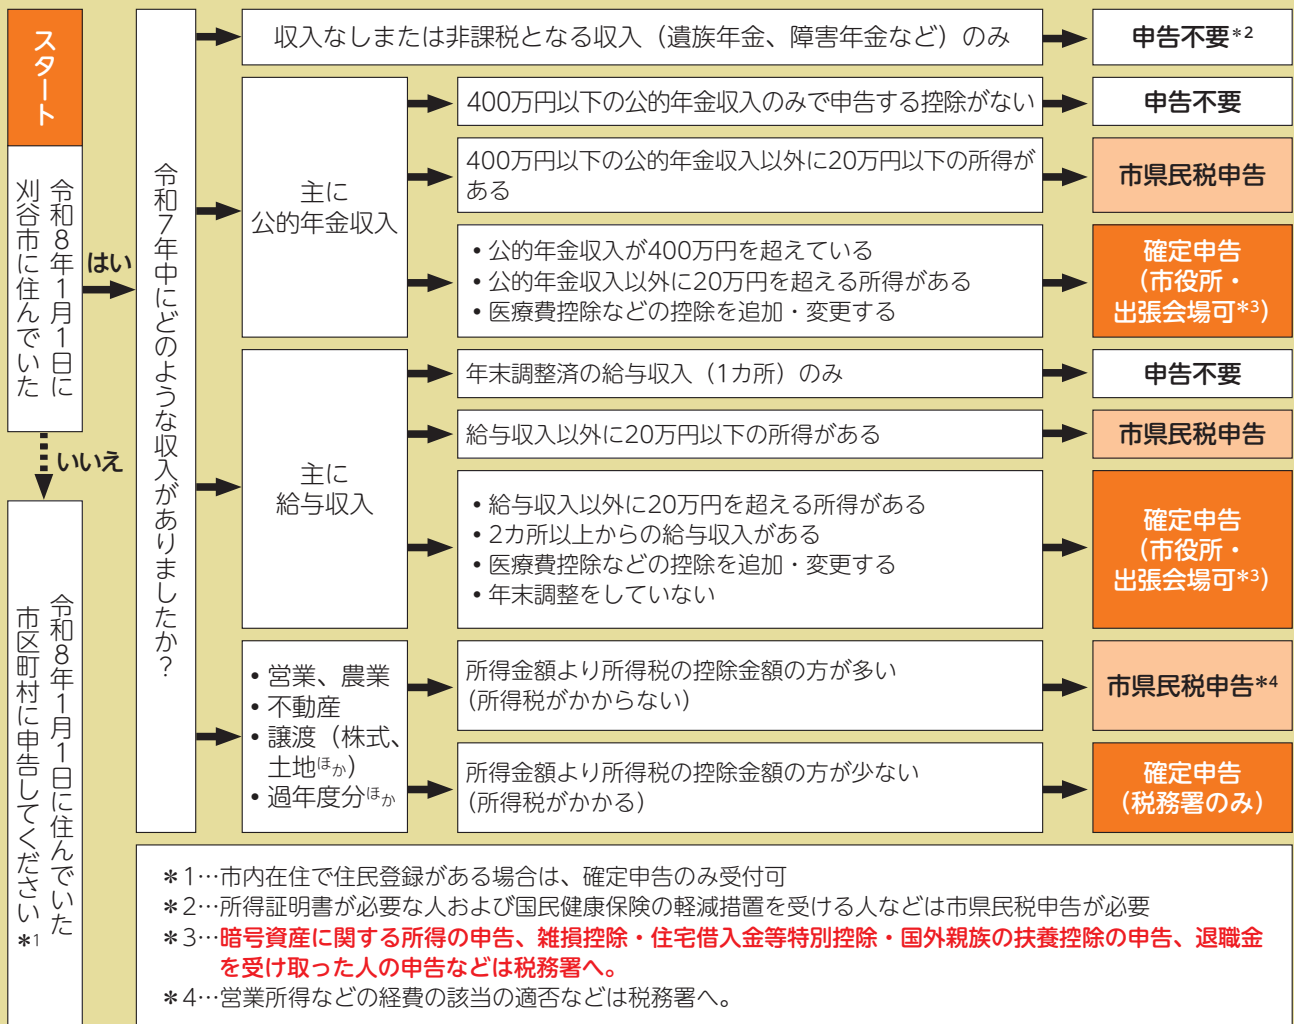 スタート
令和8年1月1日に
刈谷市に住んでいた
はい
いいえ
令和8年1月1日に住んでいた
市区町村に申告してください*1
令和7年中にどのような収入がありましたか？
収入なしまたは非課税となる収入（遺族年金、障害年金など）のみ
申告不要*2
主に
公的年金収入
400万円以下の公的年金収入のみで申告する控除がない
申告不要
400万円以下の公的年金収入以外に20万円以下の所得が
ある
市県民税申告
• 公的年金収入が400万円を超えている
• 公的年金収入以外に20万円を超える所得がある
• 医療費控除などの控除を追加・変更する
確定申告
（市役所・
出張会場可*3）
主に
給与収入
年末調整済の給与収入（1カ所）のみ
申告不要
給与収入以外に20万円以下の所得がある
市県民税申告
• 給与収入以外に20万円を超える所得がある
• 2カ所以上からの給与収入がある
• 医療費控除などの控除を追加・変更する
• 年末調整をしていない
確定申告
（市役所・
出張会場可*3）
• 営業、農業
• 不動産
• 譲渡（株式、
土地ほか）
• 過年度分ほか
所得金額より所得税の控除金額の方が多い
（所得税がかからない）
市県民税申告*4
所得金額より所得税の控除金額の方が少ない
（所得税がかかる）
確定申告
（税務署のみ）
*1…市内在住で住民登録がある場合は、確定申告のみ受付可
*2…所得証明書が必要な人および国民健康保険の軽減措置を受ける人などは市県民税申告が必要
*3…暗号資産に関する所得の申告、雑損控除・住宅借入金等特別控除・国外親族の扶養控除の申告、退職金
を受け取った人の申告などは税務署へ。
*4…営業所得などの経費の該当の適否などは税務署へ。